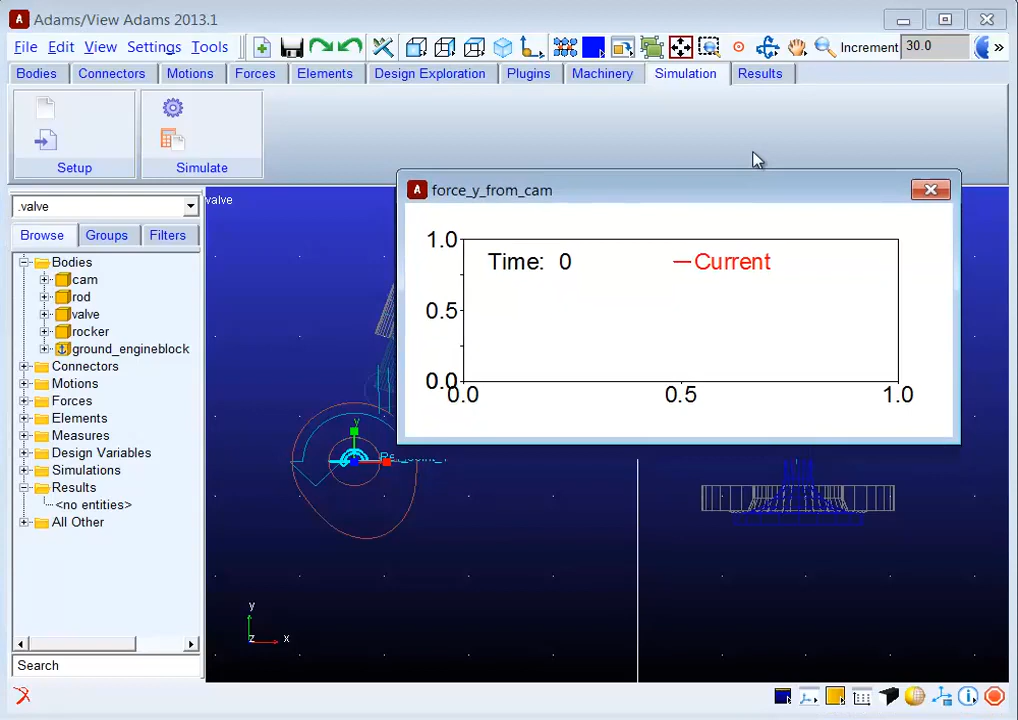 Adams/View Adams 2013.1
File Edit View Settings Tools Increment 30.0 »
Bodies Connectors Motions Forces Elements Design Exploration Plugins Machinery Simulation Results
Setup Simulate
.valve
valve
force_y_from_cam
Browse Groups Filters
1.0
Time: 0 Current
0.5
0.0
0.0 0.5 1.0
Bodies
cam
rod
valve
rocker
ground_engineblock
Connectors
Motions
Forces
Elements
Measures
Design Variables
Simulations
Results
<no entities>
All Other
y
y
z x
Search